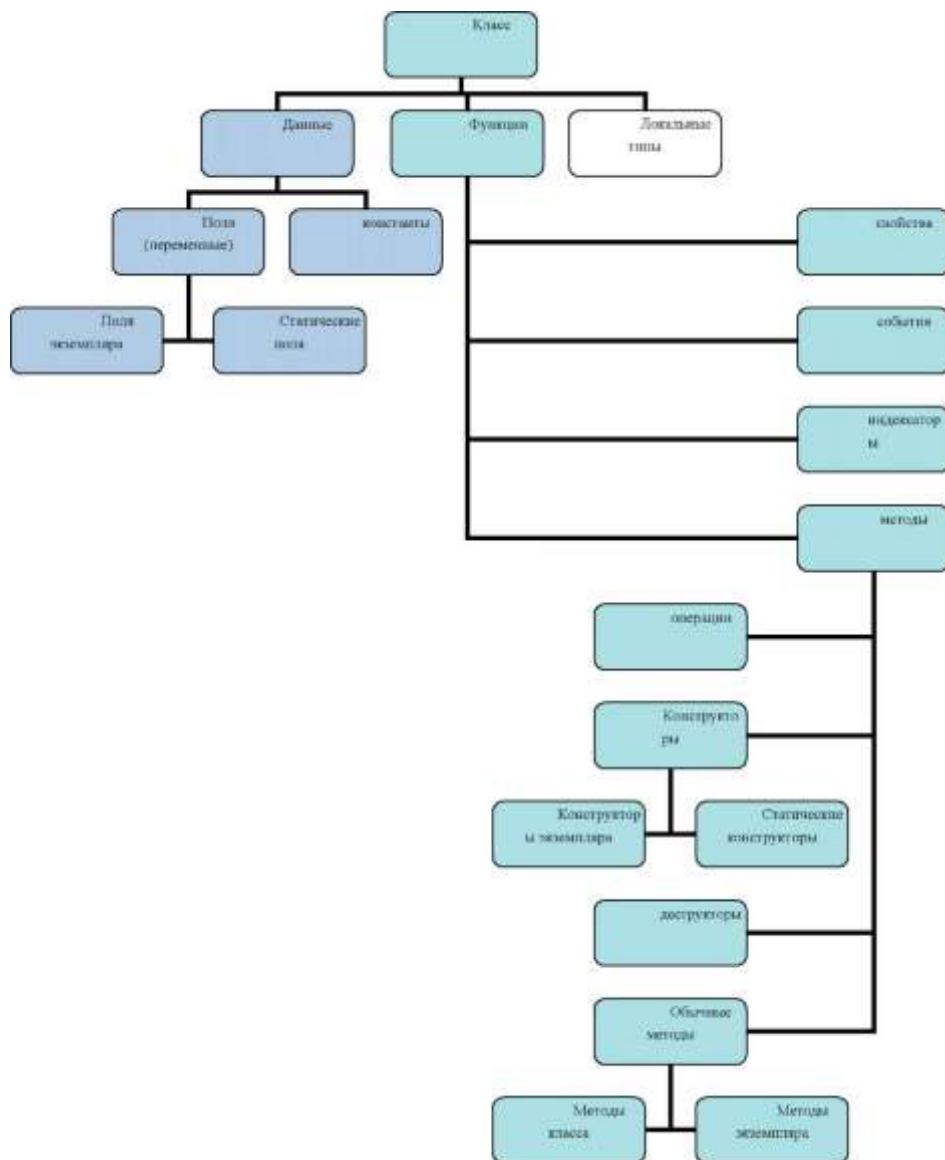 Класс
Данные
Функции
Локальные
типы
Поля
(переменные)
константы
свойства
Поля
экземпляра
Статические
поля
события
индексатор
ы
методы
операции
Конструкто
ры
Конструктор
ы экземпляра
Статические
конструкторы
деструкторы
Обычные
методы
Методы
класса
Методы
экземпляра